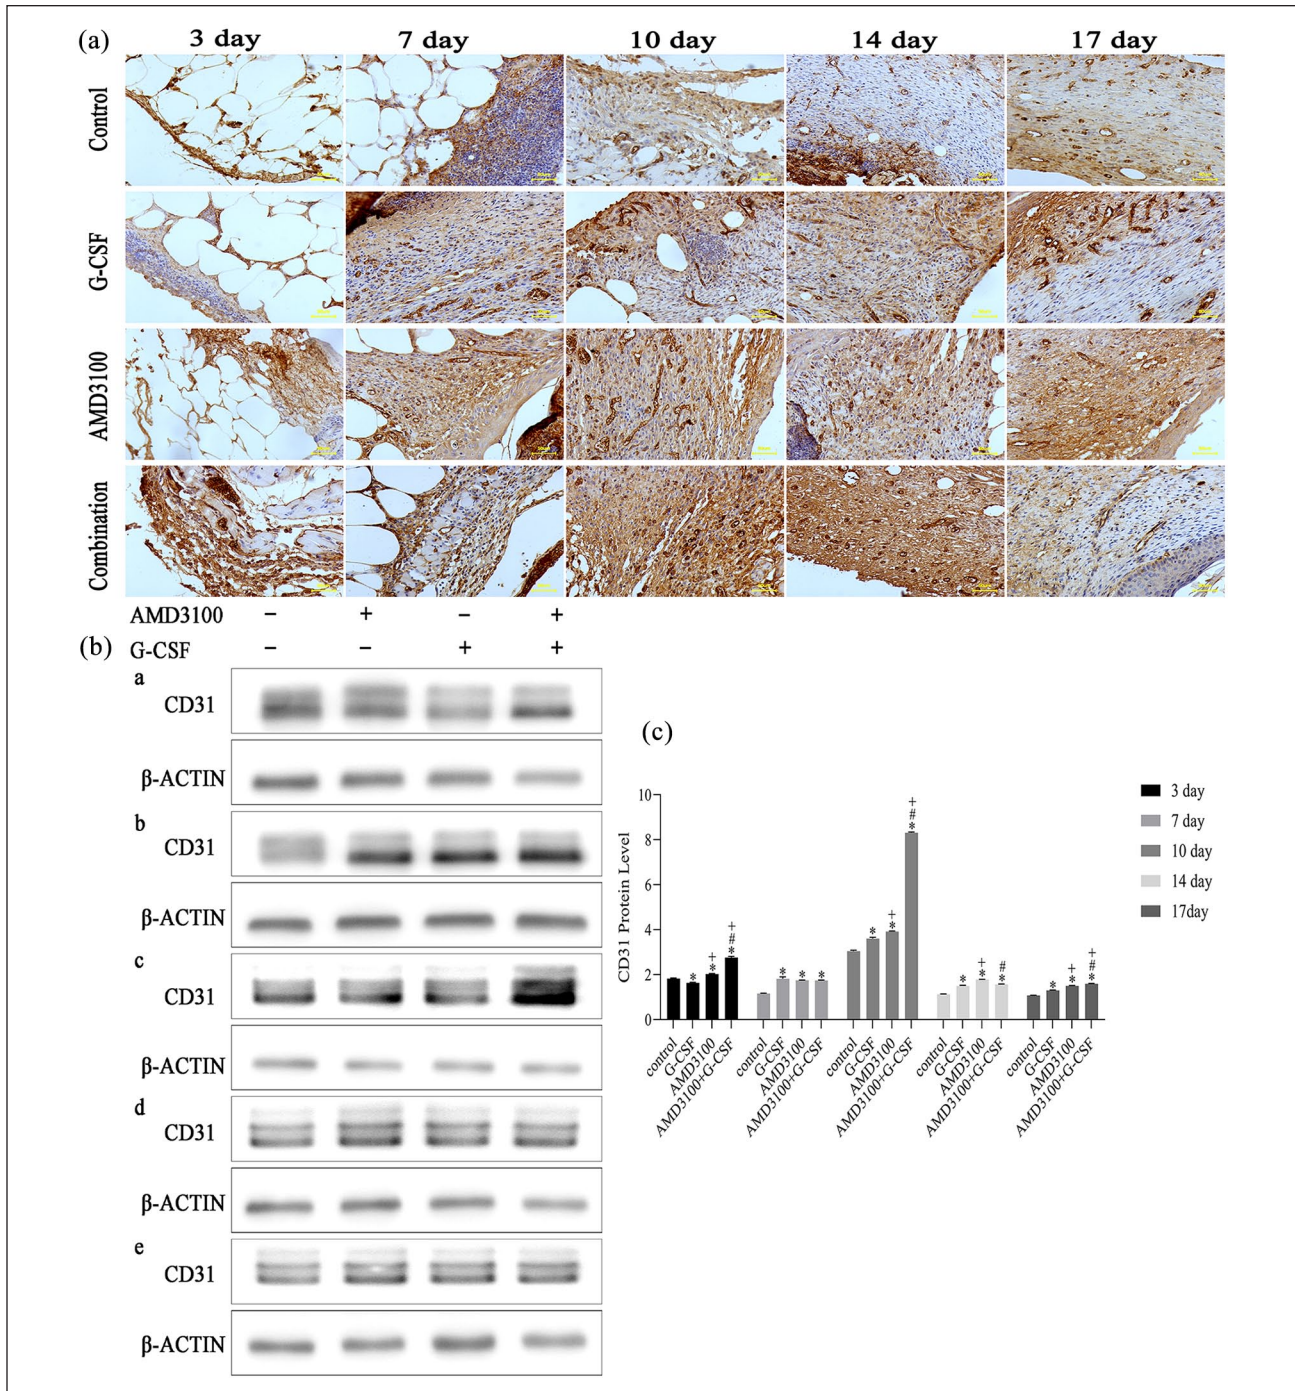 (a)
3 day 7 day 10 day 14 day 17 day
Control
G-CSF
AMD3100
Combination
AMD3100 − + − +
(b) G-CSF − − + +
a
CD31
β-ACTIN
b
CD31
β-ACTIN
c
CD31
β-ACTIN
d
CD31
β-ACTIN
e
CD31
β-ACTIN
(c)
CD31 Protein Level
10
8
6
4
2
0
* + * + # *
* * *
* + * + # *
* + * # *
* + * + # *
control G-CSF AMD3100 AMD3100+G-CSF
control G-CSF AMD3100 AMD3100+G-CSF
control G-CSF AMD3100 AMD3100+G-CSF
control G-CSF AMD3100 AMD3100+G-CSF
control G-CSF AMD3100 AMD3100+G-CSF
3 day
7 day
10 day
14 day
17day